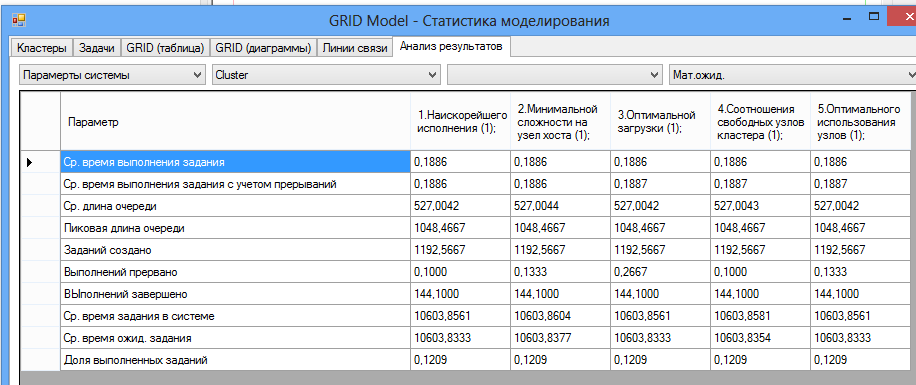 GRID Model - Статистика моделирования
Кластеры Задачи GRID (таблица) GRID (диаграммы) Линии связи Анализ результатов
Парамерты системы Cluster Мат.ожид.
Параметр 1.Наискорейшего исполнения (1); 2.Минимальной сложности на узел хоста (1); 3.Оптимальной загрузки (1); 4.Соотношения свободных узлов кластера (1); 5.Оптимального использования узлов (1);
Ср. время выполнения задания 0,1886 0,1886 0,1886 0,1886 0,1886
Ср. время выполнения задания с учетом прерываний 0,1886 0,1886 0,1887 0,1887 0,1887
Ср. длина очереди 527,0042 527,0044 527,0042 527,0043 527,0042
Пиковая длина очереди 1048,4667 1048,4667 1048,4667 1048,4667 1048,4667
Заданий создано 1192,5667 1192,5667 1192,5667 1192,5667 1192,5667
Выполнений прервано 0,1000 0,1333 0,2667 0,1000 0,1333
ВЫполнений завершено 144,1000 144,1000 144,1000 144,1000 144,1000
Ср. время задания в системе 10603,8561 10603,8604 10603,8561 10603,8581 10603,8561
Ср. время ожид. задания 10603,8333 10603,8377 10603,8333 10603,8354 10603,8333
Доля выполненных заданий 0,1209 0,1209 0,1209 0,1209 0,1209